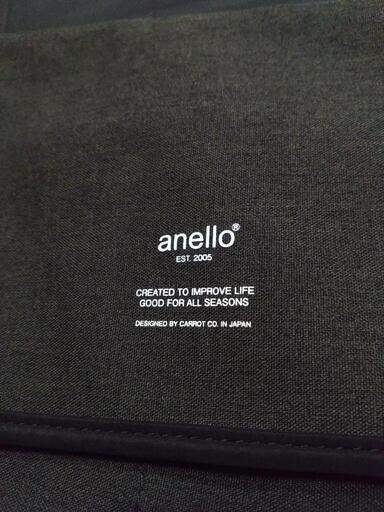 anello®
EST. 2005
CREATED TO IMPROVE LIFE
GOOD FOR ALL SEASONS
DESIGNED BY CARROT CO. IN JAPAN